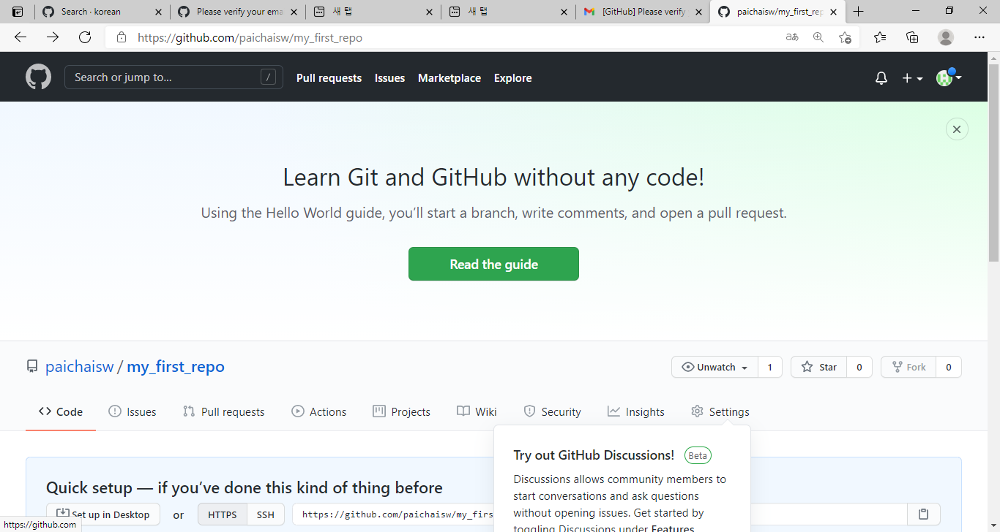 Search · korean
Please verify your ema
새 탭
새 탭
[GitHub] Please verify
paichaisw/my_first_rep
https://github.com/paichaisw/my_first_repo
Search or jump to...
/
Pull requests
Issues
Marketplace
Explore
Learn Git and GitHub without any code!
Using the Hello World guide, you’ll start a branch, write comments, and open a pull request.
Read the guide
paichaisw / my_first_repo
Unwatch 1
Star 0
Fork 0
Code
Issues
Pull requests
Actions
Projects
Wiki
Security
Insights
Settings
Try out GitHub Discussions! Beta
Discussions allows community members to
start conversations and ask questions
without opening issues. Get started by
toggling Discussions under Features
Quick setup — if you’ve done this kind of thing before
Set up in Desktop
or
HTTPS
SSH
https://github.com/paichaisw/my_firs
https://github.com